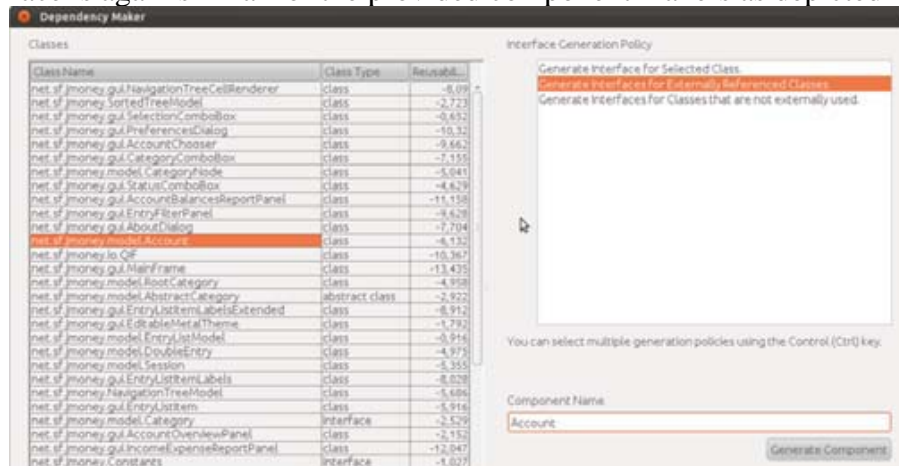 Dependency Maker
Classes
Class Name Class Type Reusabil...
net.sf.jmoney.gui.NavigationTreeCellRenderer class -8,09
net.sf.jmoney.SortedTreeModel class -2,723
net.sf.jmoney.gui.SelectionComboBox class -0,652
net.sf.jmoney.gui.PreferencesDialog class -10,32
net.sf.jmoney.gui.AccountChooser class -9,662
net.sf.jmoney.gui.CategoryComboBox class -7,155
net.sf.jmoney.model.CategoryNode class -5,041
net.sf.jmoney.gui.StatusComboBox class -4,629
net.sf.jmoney.gui.AccountBalancesReportPanel class -11,158
net.sf.jmoney.gui.EntryFilterPanel class -9,628
net.sf.jmoney.gui.AboutDialog class -7,704
net.sf.jmoney.model.Account class -6,132
net.sf.jmoney.io.QIF class -10,367
net.sf.jmoney.gui.MainFrame class -13,435
net.sf.jmoney.model.RootCategory class -4,958
net.sf.jmoney.model.AbstractCategory abstract class -2,922
net.sf.jmoney.gui.EntryListItemLabelsExtended class -8,912
net.sf.jmoney.gui.EditableMetalTheme class -1,792
net.sf.jmoney.model.EntryListModel class -0,916
net.sf.jmoney.model.DoubleEntry class -4,975
net.sf.jmoney.model.Session class -5,355
net.sf.jmoney.gui.EntryListItemLabels class -8,028
net.sf.jmoney.NavigationTreeModel class -5,686
net.sf.jmoney.gui.EntryListItem class -5,916
net.sf.jmoney.model.Category interface -2,529
net.sf.jmoney.gui.AccountOverviewPanel class -2,152
net.sf.jmoney.gui.IncomeExpenseReportPanel class -12,047
net.sf.jmoney.Constants interface -1,027
Interface Generation Policy
Generate Interface for Selected Class.
Generate Interfaces for Externally Referenced Classes.
Generate Interfaces for Classes that are not externally used.
You can select multiple generation policies using the Control (Ctrl) key.
Component Name
Account
Generate Component